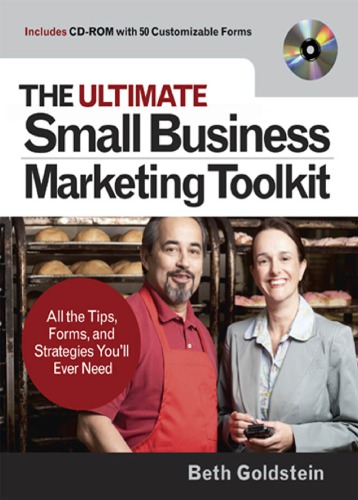 Includes CD-ROM with 50 Customizable Forms
THE ULTIMATE
Small Business
Marketing Toolkit
All the Tips,
Forms, and
Strategies You'll
Ever Need
Beth Goldstein